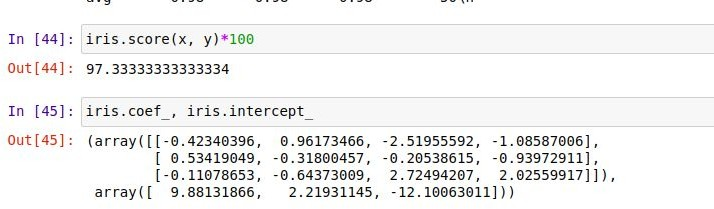 In [44]: iris.score(x, y)*100
Out[44]: 97.33333333333334
In [45]: iris.coef_, iris.intercept_
Out[45]: (array([[-0.42340396,  0.96173466, -2.51955592, -1.08587006],
[ 0.53419049, -0.31800457, -0.20538615, -0.93972911],
[-0.11078653, -0.64373009,  2.72494207,  2.02559917]]),
array([  9.88131866,   2.21931145, -12.10063011]))